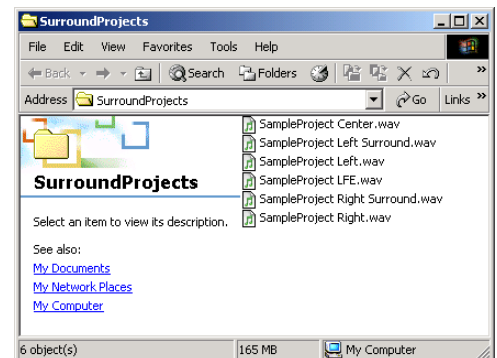 SurroundProjects
File Edit View Favorites Tools Help
Back Search Folders »
Address SurroundProjects Go Links »
SurroundProjects
Select an item to view its description.
See also:
My Documents
My Network Places
My Computer
SampleProject Center.wav
SampleProject Left Surround.wav
SampleProject Left.wav
SampleProject LFE.wav
SampleProject Right Surround.wav
SampleProject Right.wav
6 object(s) 165 MB My Computer